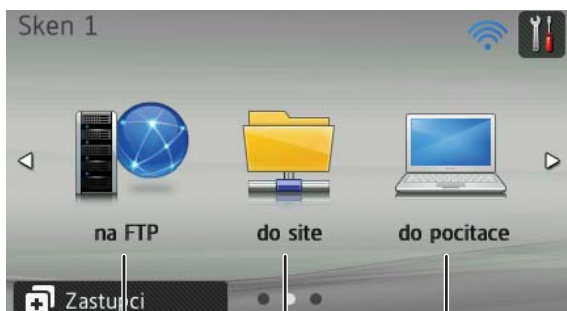 Sken 1
na FTP do site do pocitace
Zastupci